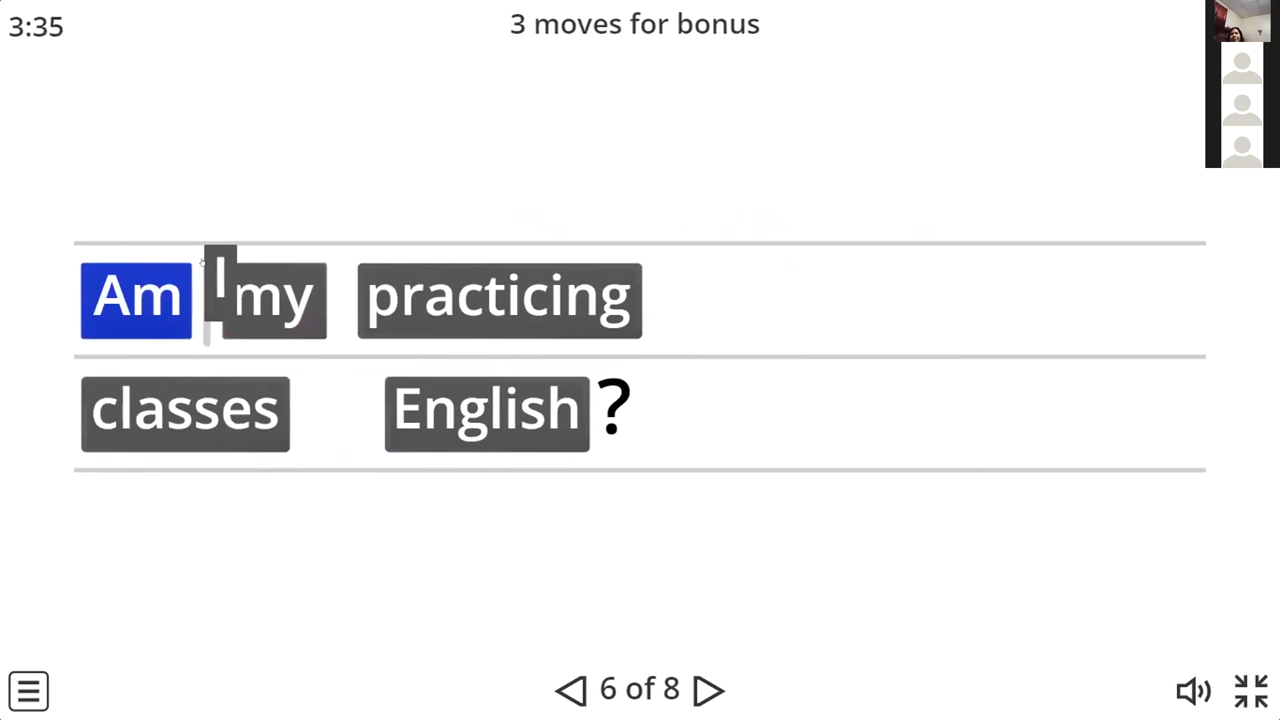 3:35
3 moves for bonus
Am I my practicing
classes English ?
6 of 8